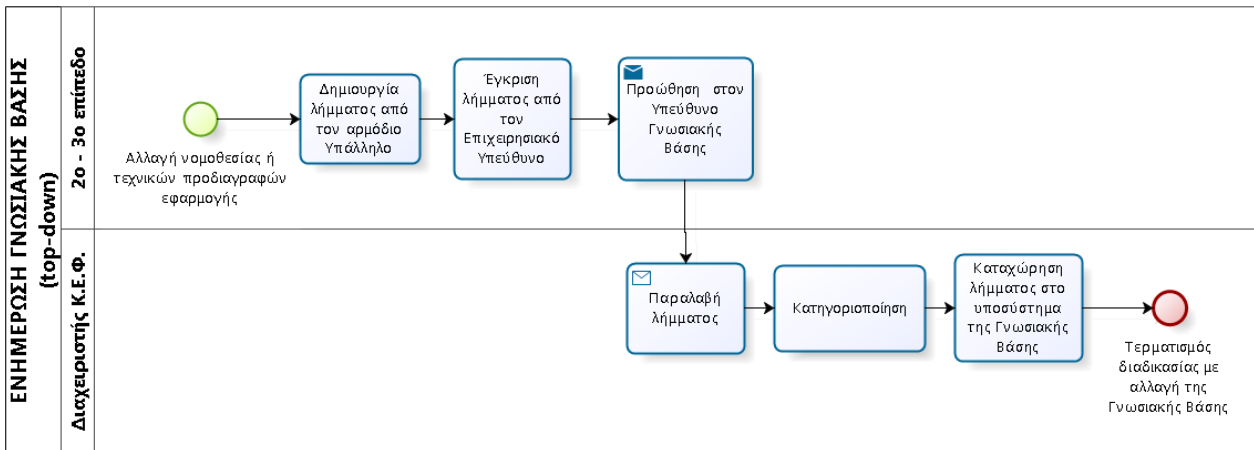 ΕΝΗΜΕΡΩΣΗ ΓΝΩΣΙΑΚΗΣ ΒΑΣΗΣ
(top-down)
2ο - 3ο επίπεδο
Αλλαγή νομοθεσίας ή
τεχνικών προδιαγραφών
εφαρμογής
Δημιουργία
λήμματος από
τον αρμόδιο
Υπάλληλο
Έγκριση
λήμματος από
τον
Επιχειρησιακό
Υπεύθυνο
Προώθηση στον
Υπεύθυνο
Γνωσιακής
Βάσης
Διαχειριστής Κ.Ε.Φ.
Παραλαβή
λήμματος
Κατηγοριοποίηση
Καταχώρηση
λήμματος στο
υποσύστημα
της Γνωσιακής
Βάσης
Τερματισμός
διαδικασίας με
αλλαγή της
Γνωσιακής Βάσης